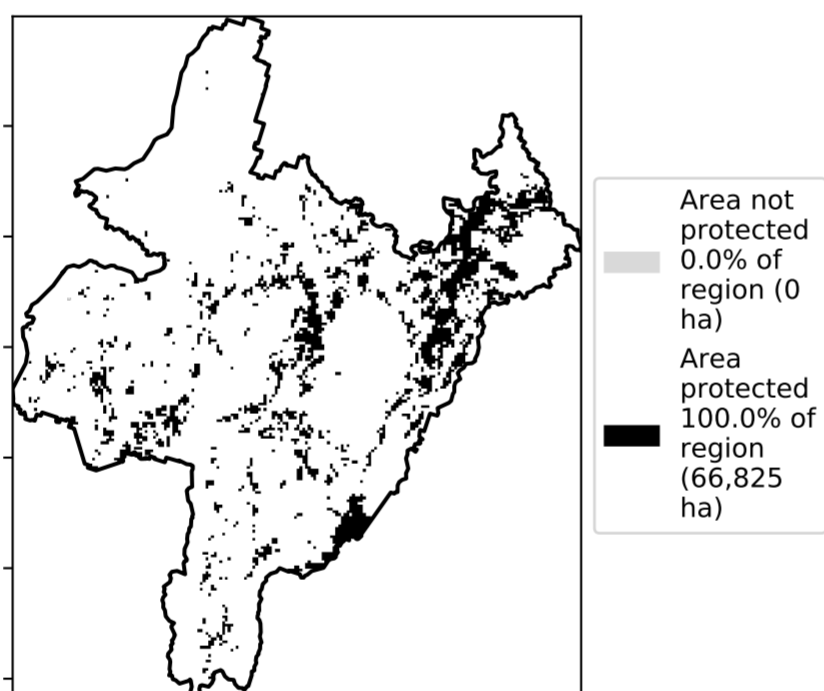 Area not
protected
0.0% of
region (0
ha)
Area
protected
100.0% of
region
(66,825
ha)